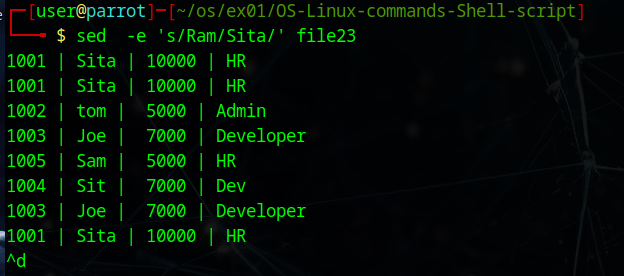 ┌─[user@parrot]─[~/os/ex01/OS-Linux-commands-Shell-script]
└──╼ $ sed  -e 's/Ram/Sita/' file23
1001 | Sita | 10000 | HR
1001 | Sita | 10000 | HR
1002 | tom |  5000 | Admin
1003 | Joe |  7000 | Developer
1005 | Sam |  5000 | HR
1004 | Sit |  7000 | Dev
1003 | Joe |  7000 | Developer
1001 | Sita | 10000 | HR
^d